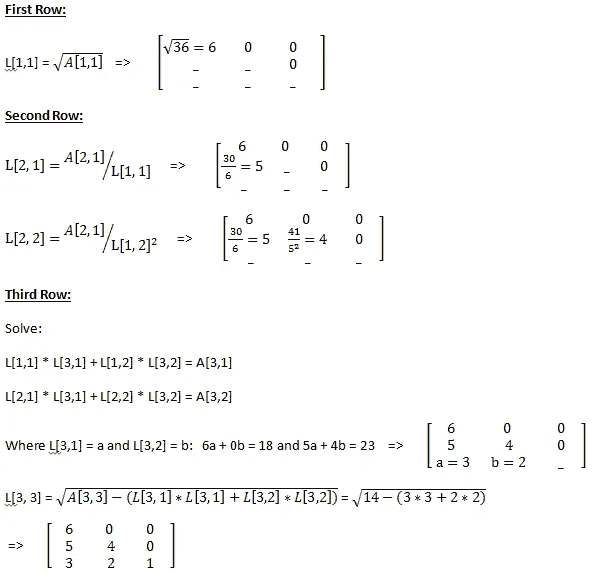 First Row:
L[1,1] = √A[1,1] => [ √36 = 6 0 0
_ _ 0
_ _ _ ]
Second Row:
L[2, 1] = A[2,1]/L[1, 1] => [ 6 0 0
30/6 = 5 _ 0
_ _ _ ]
L[2, 2] = A[2,1]/L[1, 2]² => [ 6 0 0
30/6 = 5 41/5² = 4 0
_ _ _ ]
Third Row:
Solve:
L[1,1] * L[3,1] + L[1,2] * L[3,2] = A[3,1]
L[2,1] * L[3,1] + L[2,2] * L[3,2] = A[3,2]
Where L[3,1] = a and L[3,2] = b: 6a + 0b = 18 and 5a + 4b = 23 => [ 6 0 0
5 4 0
a = 3 b = 2 _ ]
L[3, 3] = √A[3,3] − (L[3, 1] * L[3, 1] + L[3,2] * L[3,2]) = √14 − (3 * 3 + 2 * 2)
=> [ 6 0 0
5 4 0
3 2 1 ]